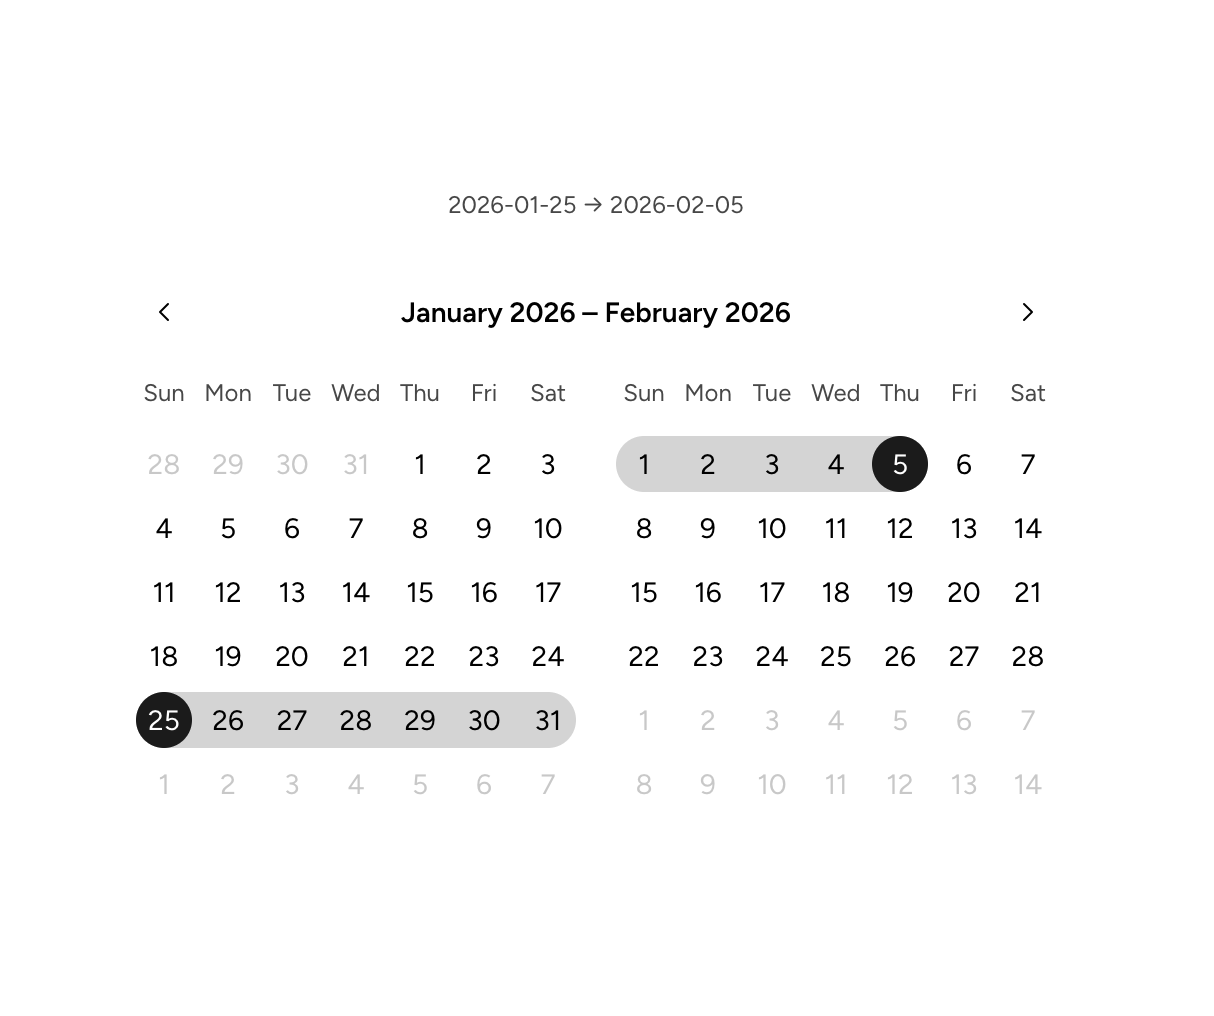 2026-01-25 → 2026-02-05
January 2026 – February 2026
Sun Mon Tue Wed Thu Fri Sat
28 29 30 31 1 2 3
4 5 6 7 8 9 10
11 12 13 14 15 16 17
18 19 20 21 22 23 24
25 26 27 28 29 30 31
1 2 3 4 5 6 7
Sun Mon Tue Wed Thu Fri Sat
1 2 3 4 5 6 7
8 9 10 11 12 13 14
15 16 17 18 19 20 21
22 23 24 25 26 27 28
1 2 3 4 5 6 7
8 9 10 11 12 13 14